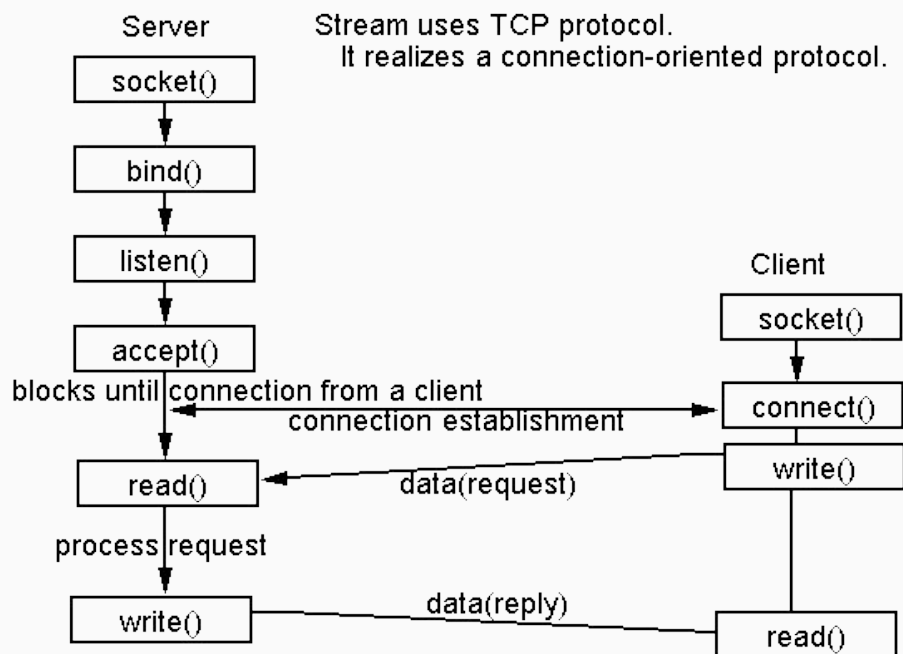 Server
Stream uses TCP protocol.
It realizes a connection-oriented protocol.
socket()
bind()
listen()
Client
socket()
accept()
blocks until connection from a client
connect()
connection establishment
write()
read()
data(request)
process request
data(reply)
write()
read()